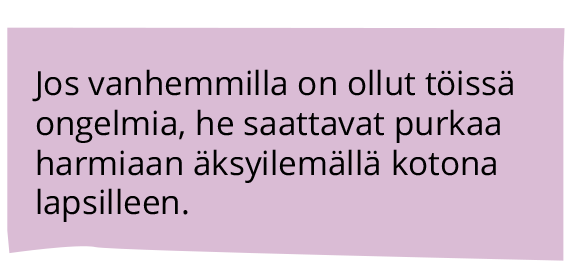 Jos vanhemmilla on ollut töissä
ongelmia, he saattavat purkaa
harmiaan äksyilemällä kotona
lapsilleen.